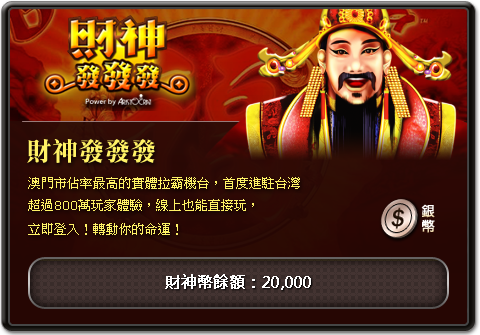 財神
發發發
Power by ARISTOCRAT
財神發發發
澳門市佔率最高的實體拉霸機台，首度進駐台灣
超過800萬玩家體驗，線上也能直接玩，
立即登入！轉動你的命運！
$
銀幣
財神幣餘額：20,000